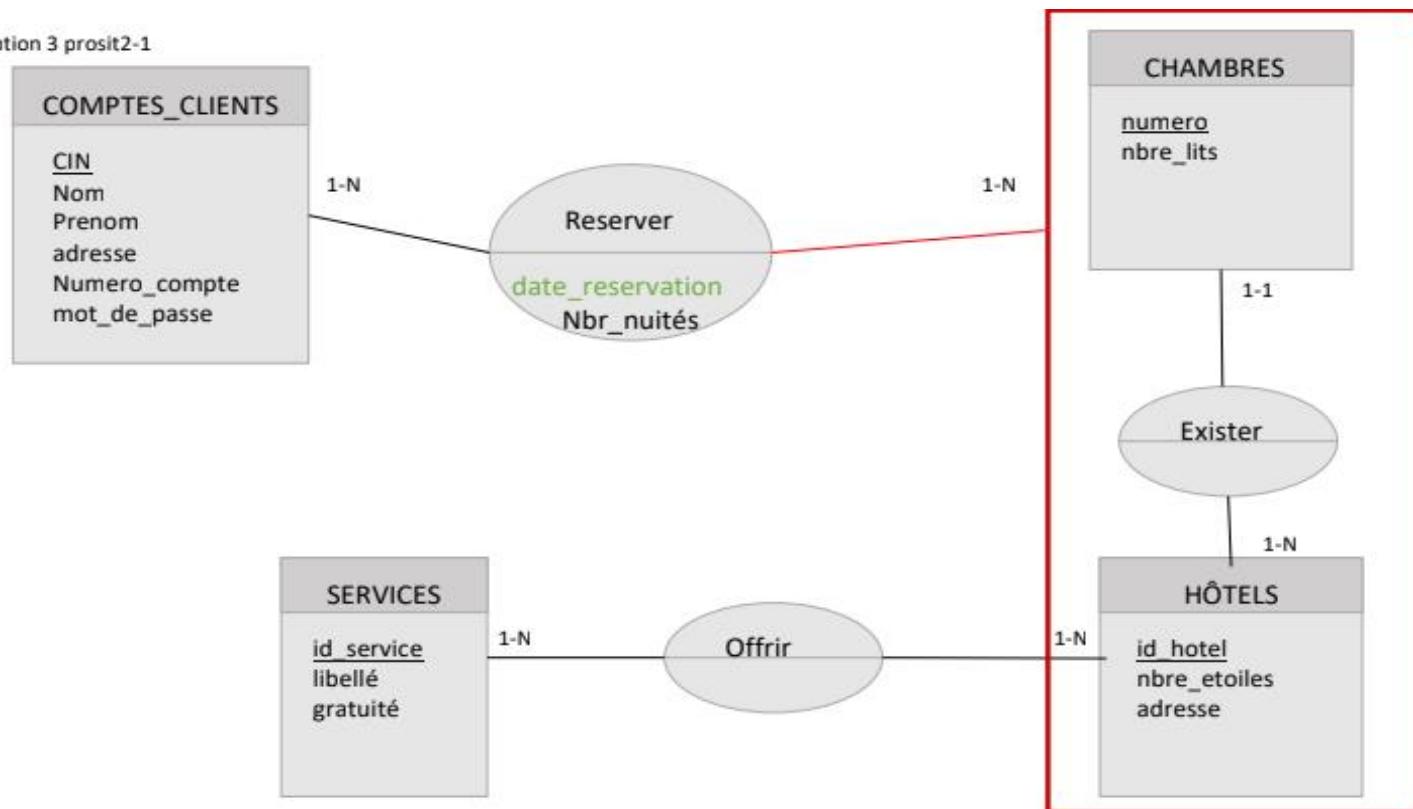 tion 3 prosit2-1
COMPTES_CLIENTS
CIN
Nom
Prenom
adresse
Numero_compte
mot_de_passe
1-N
Reserver
date_reservation
Nbr_nuités
1-N
CHAMBRES
numero
nbre_lits
1-1
Exister
1-N
SERVICES
id_service
libellé
gratuité
1-N
Offrir
1-N
HÔTELS
id_hotel
nbre_etoiles
adresse